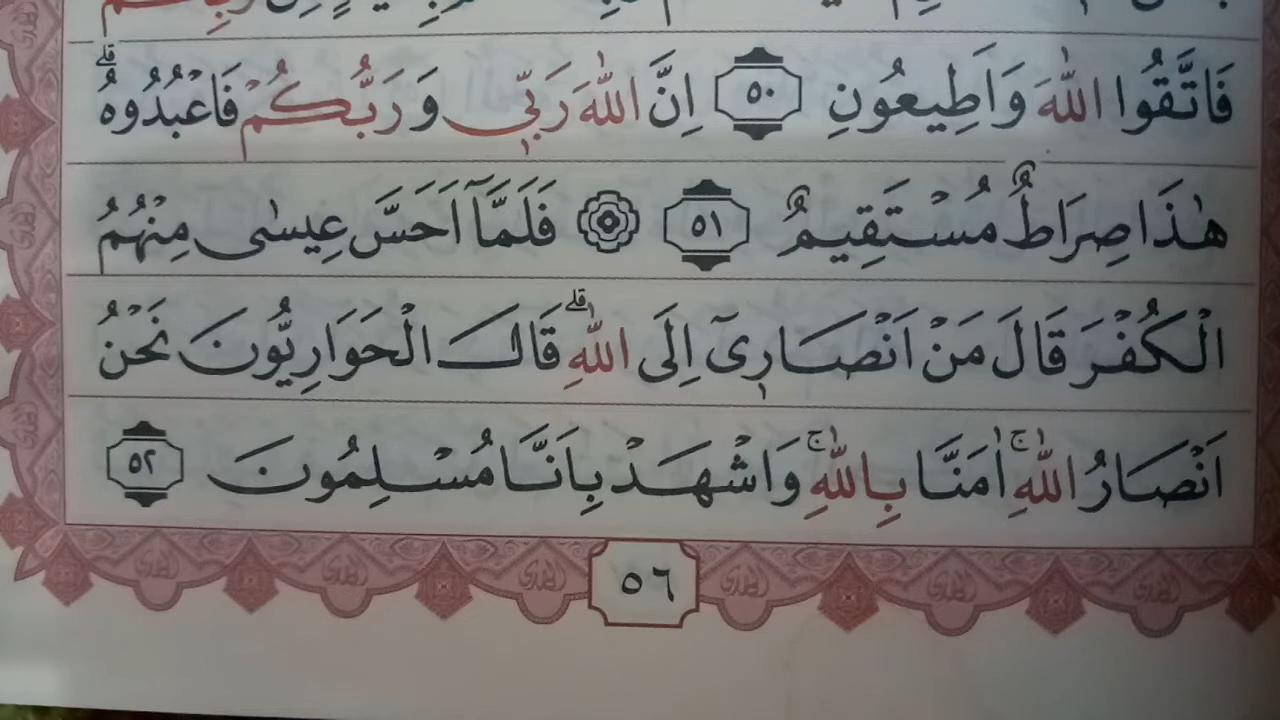 فَاتَّقُوا اللّٰهَ وَاَطِيعُونِ ﴿٥٠﴾ اِنَّ اللّٰهَ رَبّ۪ي وَرَبُّكُمْ فَاعْبُدُوهُۜ
هٰذَا صِرَاطٌ مُسْتَقِيمٌ ﴿٥١﴾ ۞ فَلَمَّٓا اَحَسَّ عِيسٰى مِنْهُمُ
الْكُفْرَ قَالَ مَنْ اَنْصَار۪ٓي اِلَى اللّٰهِۜ قَالَ الْحَوَارِيُّونَ نَحْنُ
اَنْصَارُ اللّٰهِۚ اٰمَنَّا بِاللّٰهِۚ وَاشْهَدْ بِاَنَّا مُسْلِمُونَ ﴿٥٢﴾
٥٦